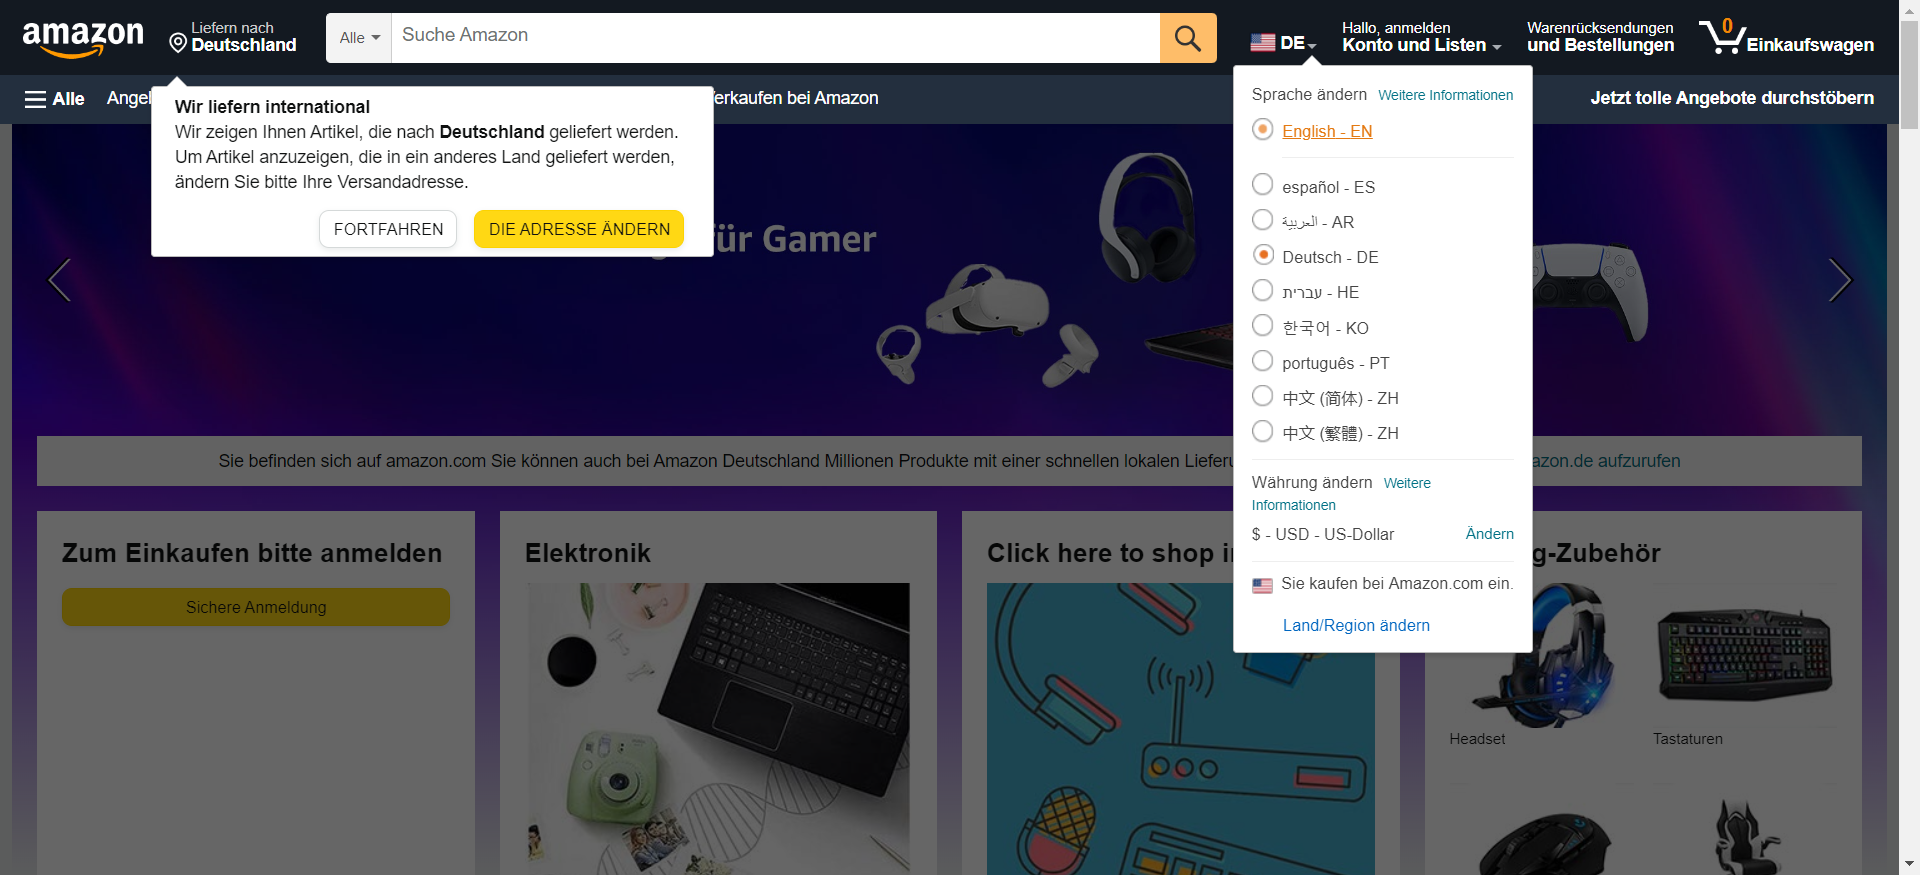 amazon
Liefern nach
Deutschland
Alle
Suche Amazon
DE
Hallo, anmelden
Konto und Listen
Warenrücksendungen
und Bestellungen
0
Einkaufswagen
Alle
erkaufen bei Amazon
Jetzt tolle Angebote durchstöbern
Wir liefern international
Wir zeigen Ihnen Artikel, die nach Deutschland geliefert werden.
Um Artikel anzuzeigen, die in ein anderes Land geliefert werden,
ändern Sie bitte Ihre Versandadresse.
FORTFAHREN
DIE ADRESSE ÄNDERN
für Gamer
Sprache ändern Weitere Informationen
English - EN
español - ES
العربية - AR
Deutsch - DE
עברית - HE
한국어 - KO
português - PT
中文 (简体) - ZH
中文 (繁體) - ZH
Währung ändern Weitere
Informationen
$ - USD - US-Dollar Ändern
Sie kaufen bei Amazon.com ein.
Land/Region ändern
Sie befinden sich auf amazon.com Sie können auch bei Amazon Deutschland Millionen Produkte mit einer schnellen lokalen Lieferu
azon.de aufzurufen
Zum Einkaufen bitte anmelden
Sichere Anmeldung
Elektronik
Click here to shop in
g-Zubehör
Headset
Tastaturen